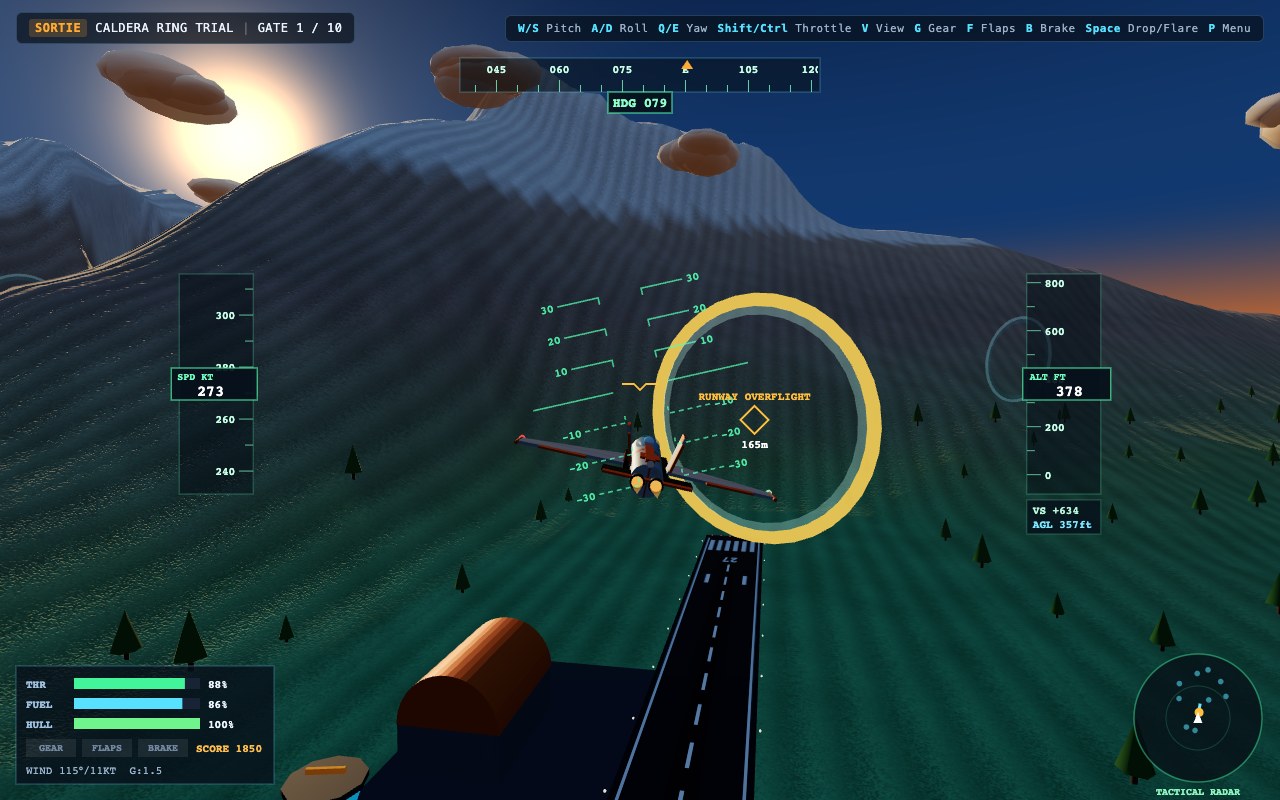 SORTIE CALDERA RING TRIAL | GATE 1 / 10
W/S Pitch A/D Roll Q/E Yaw Shift/Ctrl Throttle V View G Gear F Flaps B Brake Space Drop/Flare P Menu
045 060 075 E 105 120
HDG 079
30 30
20 20
10 10
-10 -10
-20 -20
-30 -30
RUNWAY OVERFLIGHT
165m
300
280
SPD KT
273
260
240
800
600
ALT FT
378
200
0
VS +634
AGL 357ft
27
THR 88%
FUEL 86%
HULL 100%
GEAR FLAPS BRAKE SCORE 1850
WIND 115°/11KT G:1.5
TACTICAL RADAR